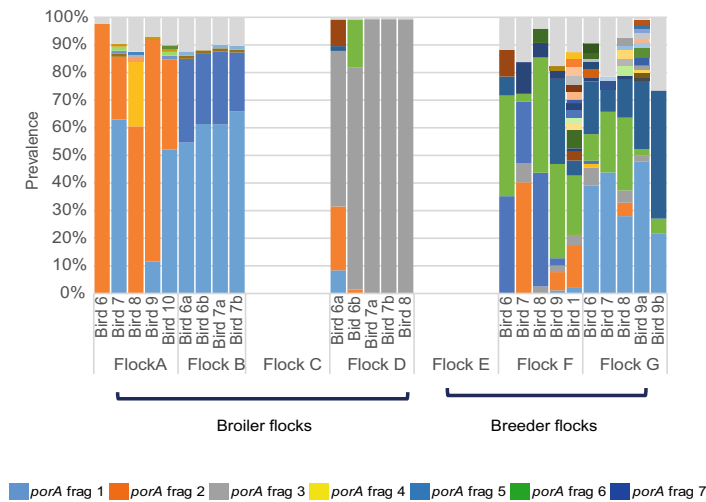 100%
90%
80%
70%
60%
50%
40%
30%
20%
10%
0%
Prevalence
Bird 6
Bird 7
Bird 8
Bird 9
Bird 10
Bird 6a
Bird 6b
Bird 7a
Bird 7b
Bird 6a
Bid 6b
Bird 7a
Bird 7b
Bird 8
Bird 6
Bird 7
Bird 8
Bird 9
Bird 1
Bird 6
Bird 7
Bird 8
Bird 9a
Bird 9b
FlockA Flock B Flock C Flock D Flock E Flock F Flock G
Broiler flocks Breeder flocks
porA frag 1 porA frag 2 porA frag 3 porA frag 4 porA frag 5 porA frag 6 porA frag 7